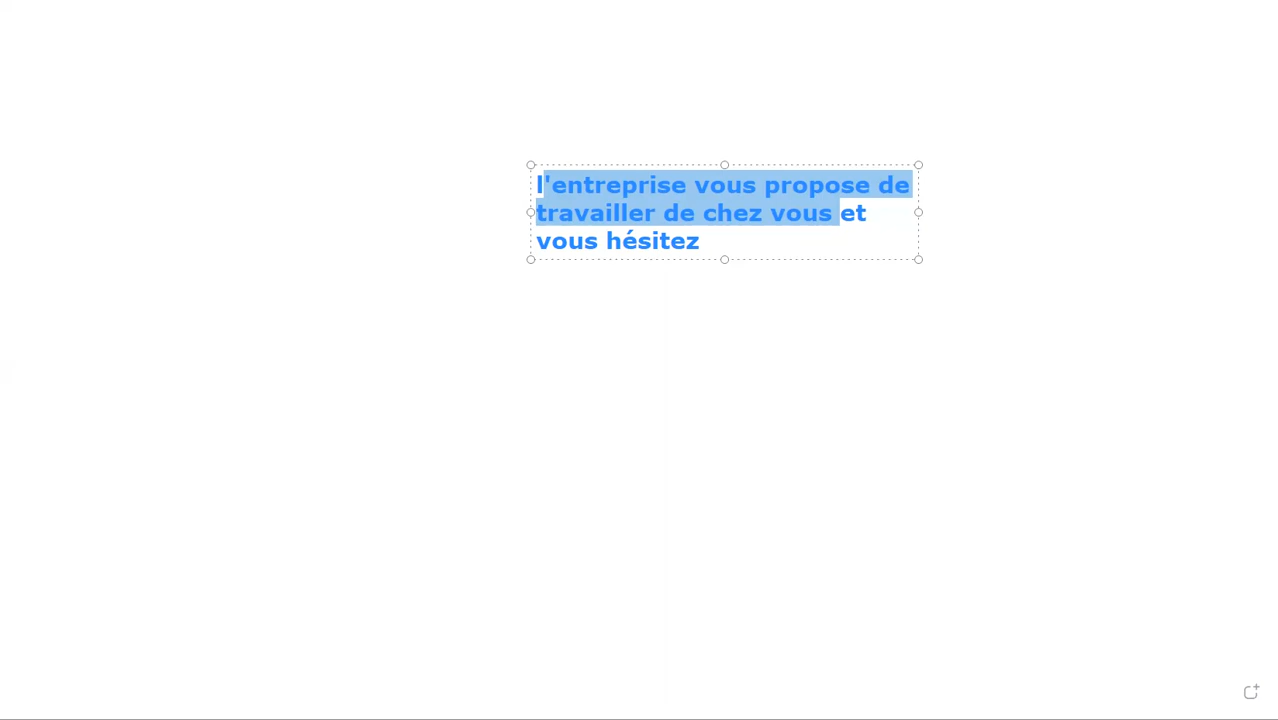 l'entreprise vous propose de
travailler de chez vous et
vous hésitez